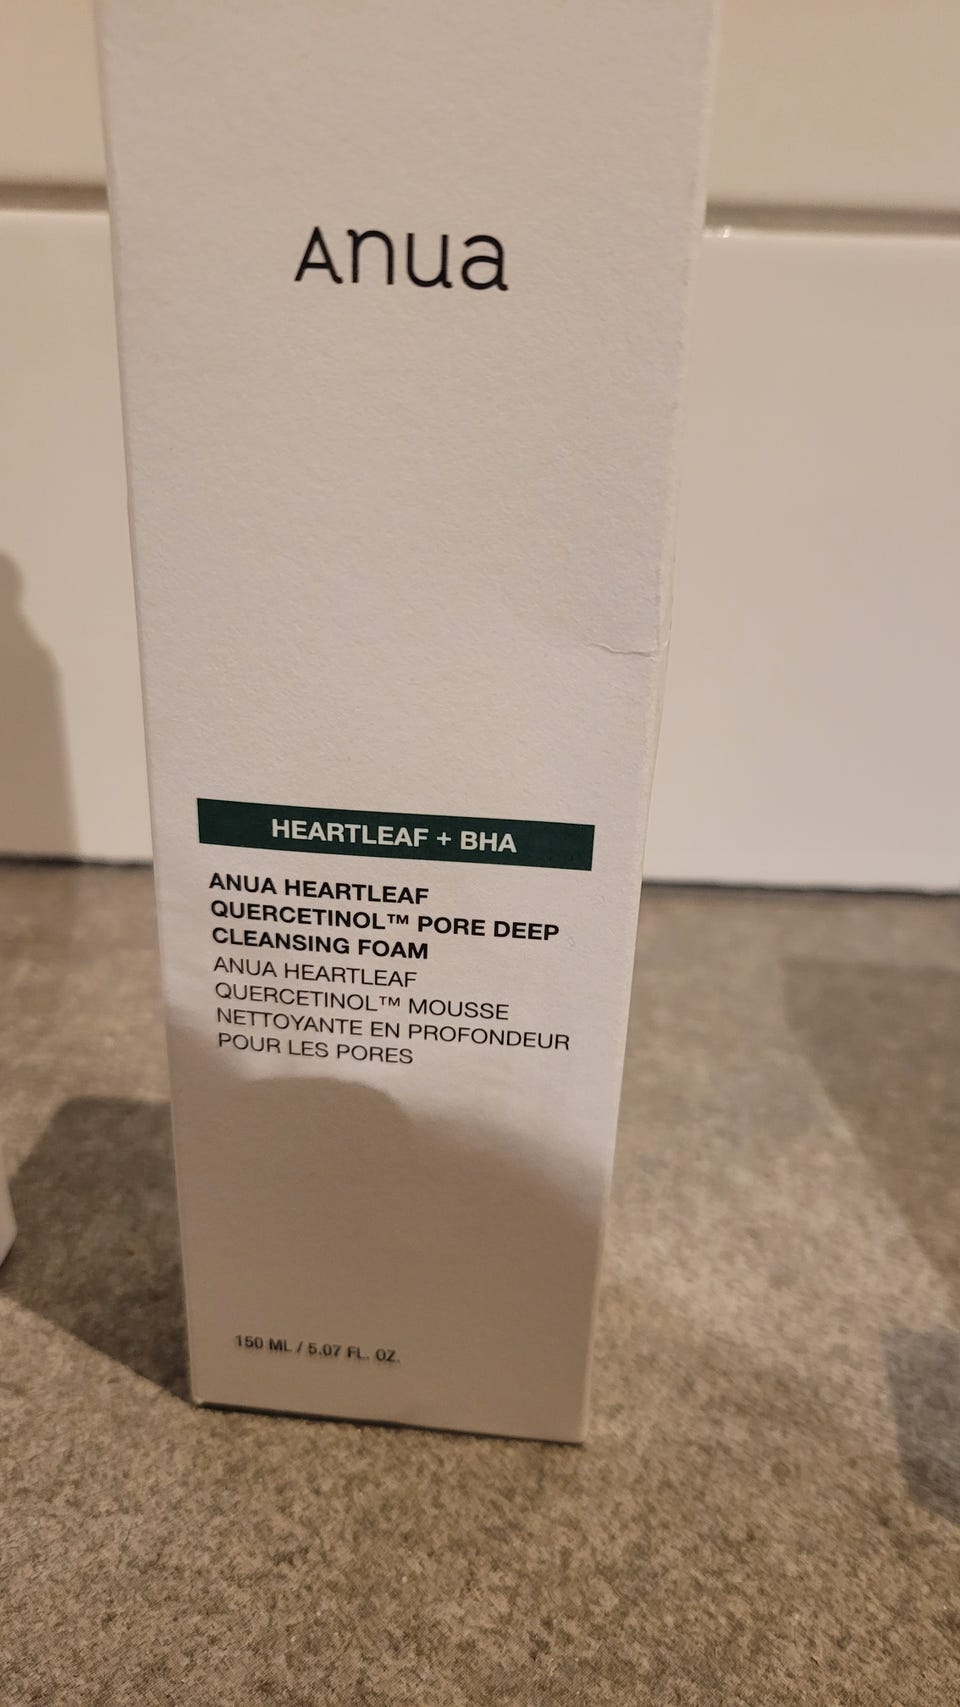 Anua
HEARTLEAF + BHA
ANUA HEARTLEAF
QUERCETINOL™ PORE DEEP
CLEANSING FOAM
ANUA HEARTLEAF
QUERCETINOL™ MOUSSE
NETTOYANTE EN PROFONDEUR
POUR LES PORES
150 ML / 5.07 FL. OZ.